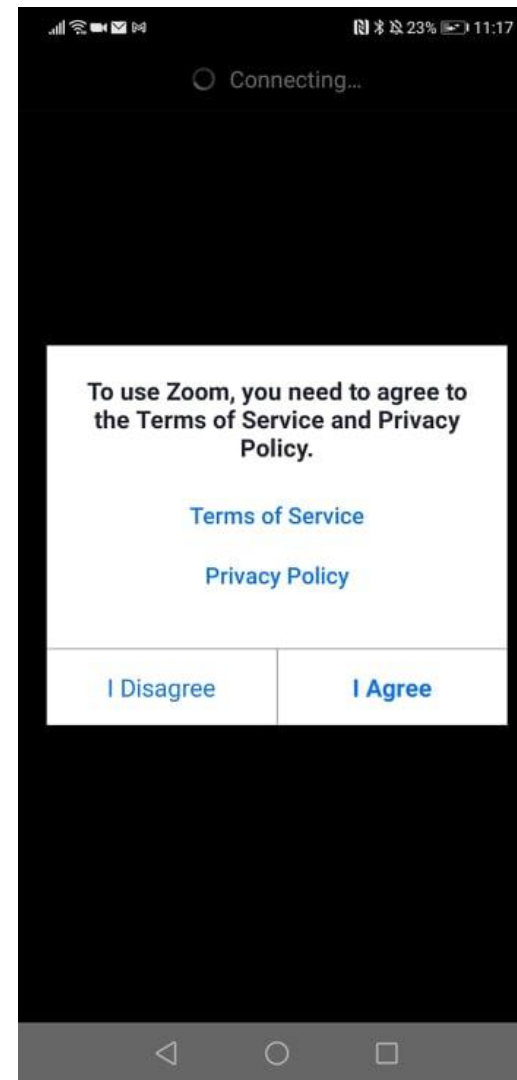 23% 11:17
Connecting...
To use Zoom, you need to agree to
the Terms of Service and Privacy
Policy.
Terms of Service
Privacy Policy
I Disagree
I Agree